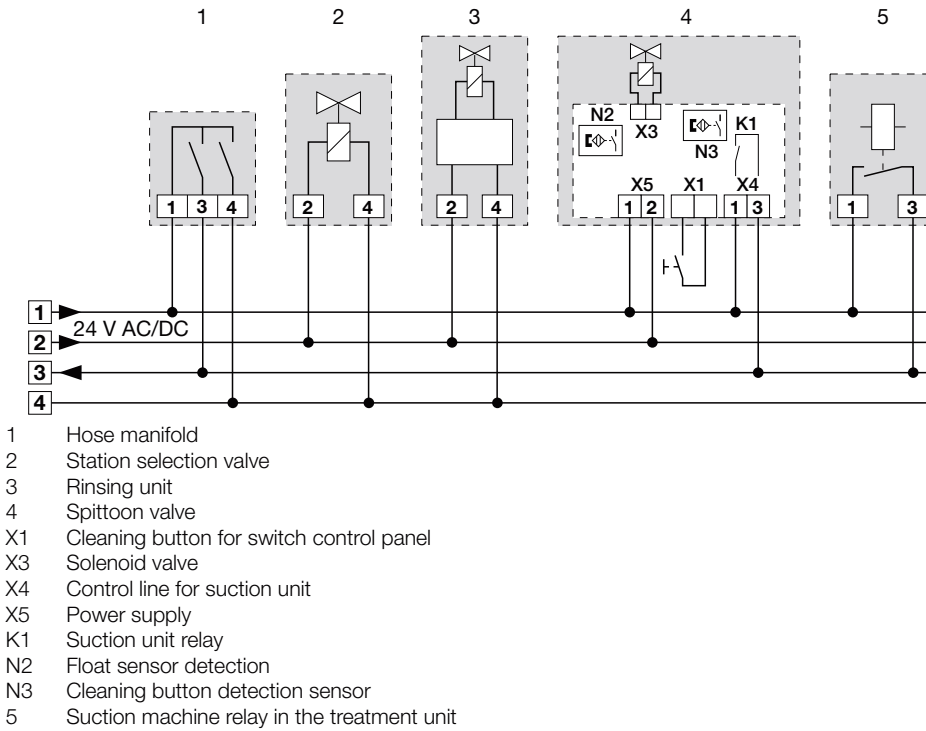 1 2 3 4 5
N2 X3 N3 K1
X5 X1 X4
1 3 4 2 4 2 4 1 2 1 3 1 3
1
24 V AC/DC
2
3
4
1 Hose manifold
2 Station selection valve
3 Rinsing unit
4 Spittoon valve
X1 Cleaning button for switch control panel
X3 Solenoid valve
X4 Control line for suction unit
X5 Power supply
K1 Suction unit relay
N2 Float sensor detection
N3 Cleaning button detection sensor
5 Suction machine relay in the treatment unit